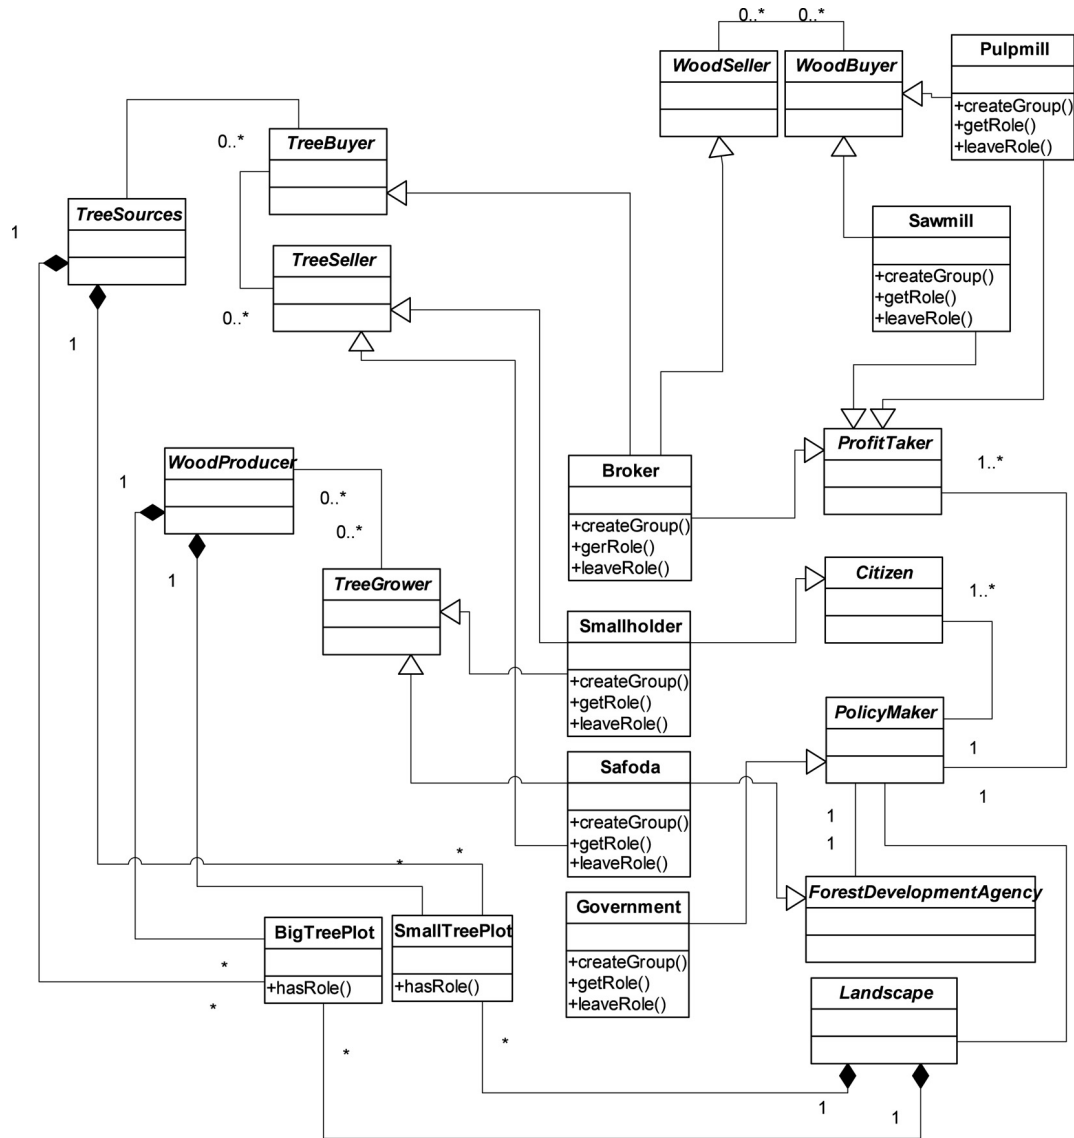 0..*
0..*
WoodSeller
WoodBuyer
Pulpmill
+createGroup()
+getRole()
+leaveRole()
0..*
TreeBuyer
TreeSources
1
Sawmill
+createGroup()
+getRole()
+leaveRole()
TreeSeller
0..*
1
ProfitTaker
1..*
WoodProducer
1
0..*
0..*
Broker
+createGroup()
+gerRole()
+leaveRole()
1
TreeGrower
Citizen
1..*
Smallholder
+createGroup()
+getRole()
+leaveRole()
PolicyMaker
1
1
1
1
Safoda
+createGroup()
+getRole()
+leaveRole()
*
*
ForestDevelopmentAgency
Government
+createGroup()
+getRole()
+leaveRole()
BigTreePlot
+hasRole()
SmallTreePlot
+hasRole()
*
*
Landscape
*
*
1
1